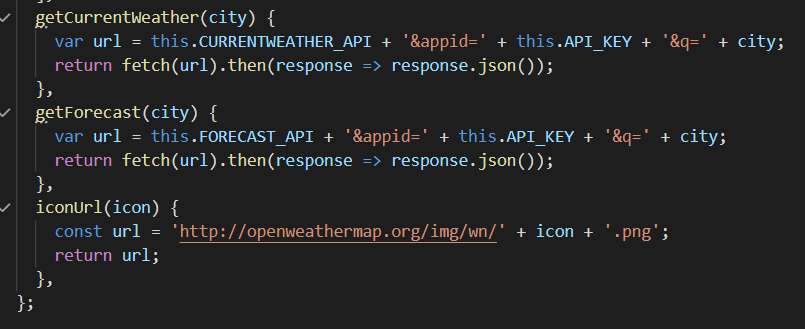 getCurrentWeather(city) {
var url = this.CURRENTWEATHER_API + '&appid=' + this.API_KEY + '&q=' + city;
return fetch(url).then(response => response.json());
},
getForecast(city) {
var url = this.FORECAST_API + '&appid=' + this.API_KEY + '&q=' + city;
return fetch(url).then(response => response.json());
},
iconUrl(icon) {
const url = 'http://openweathermap.org/img/wn/' + icon + '.png';
return url;
},
};